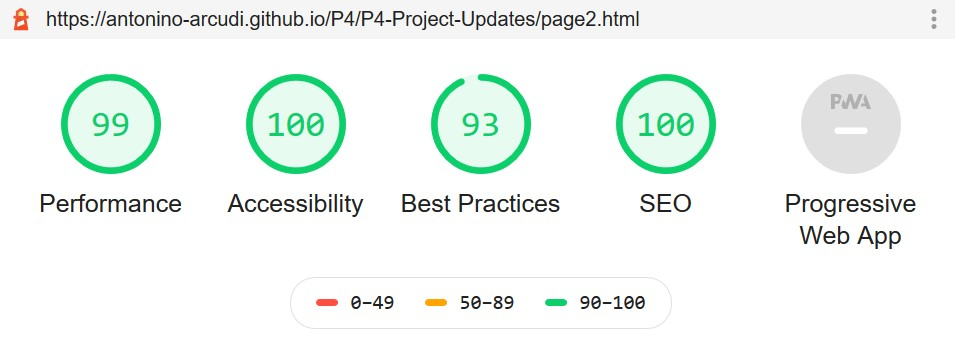 https://antonino-arcudi.github.io/P4/P4-Project-Updates/page2.html
99 100 93 100 PWA
Performance Accessibility Best Practices SEO Progressive
Web App
0–49 50–89 90–100